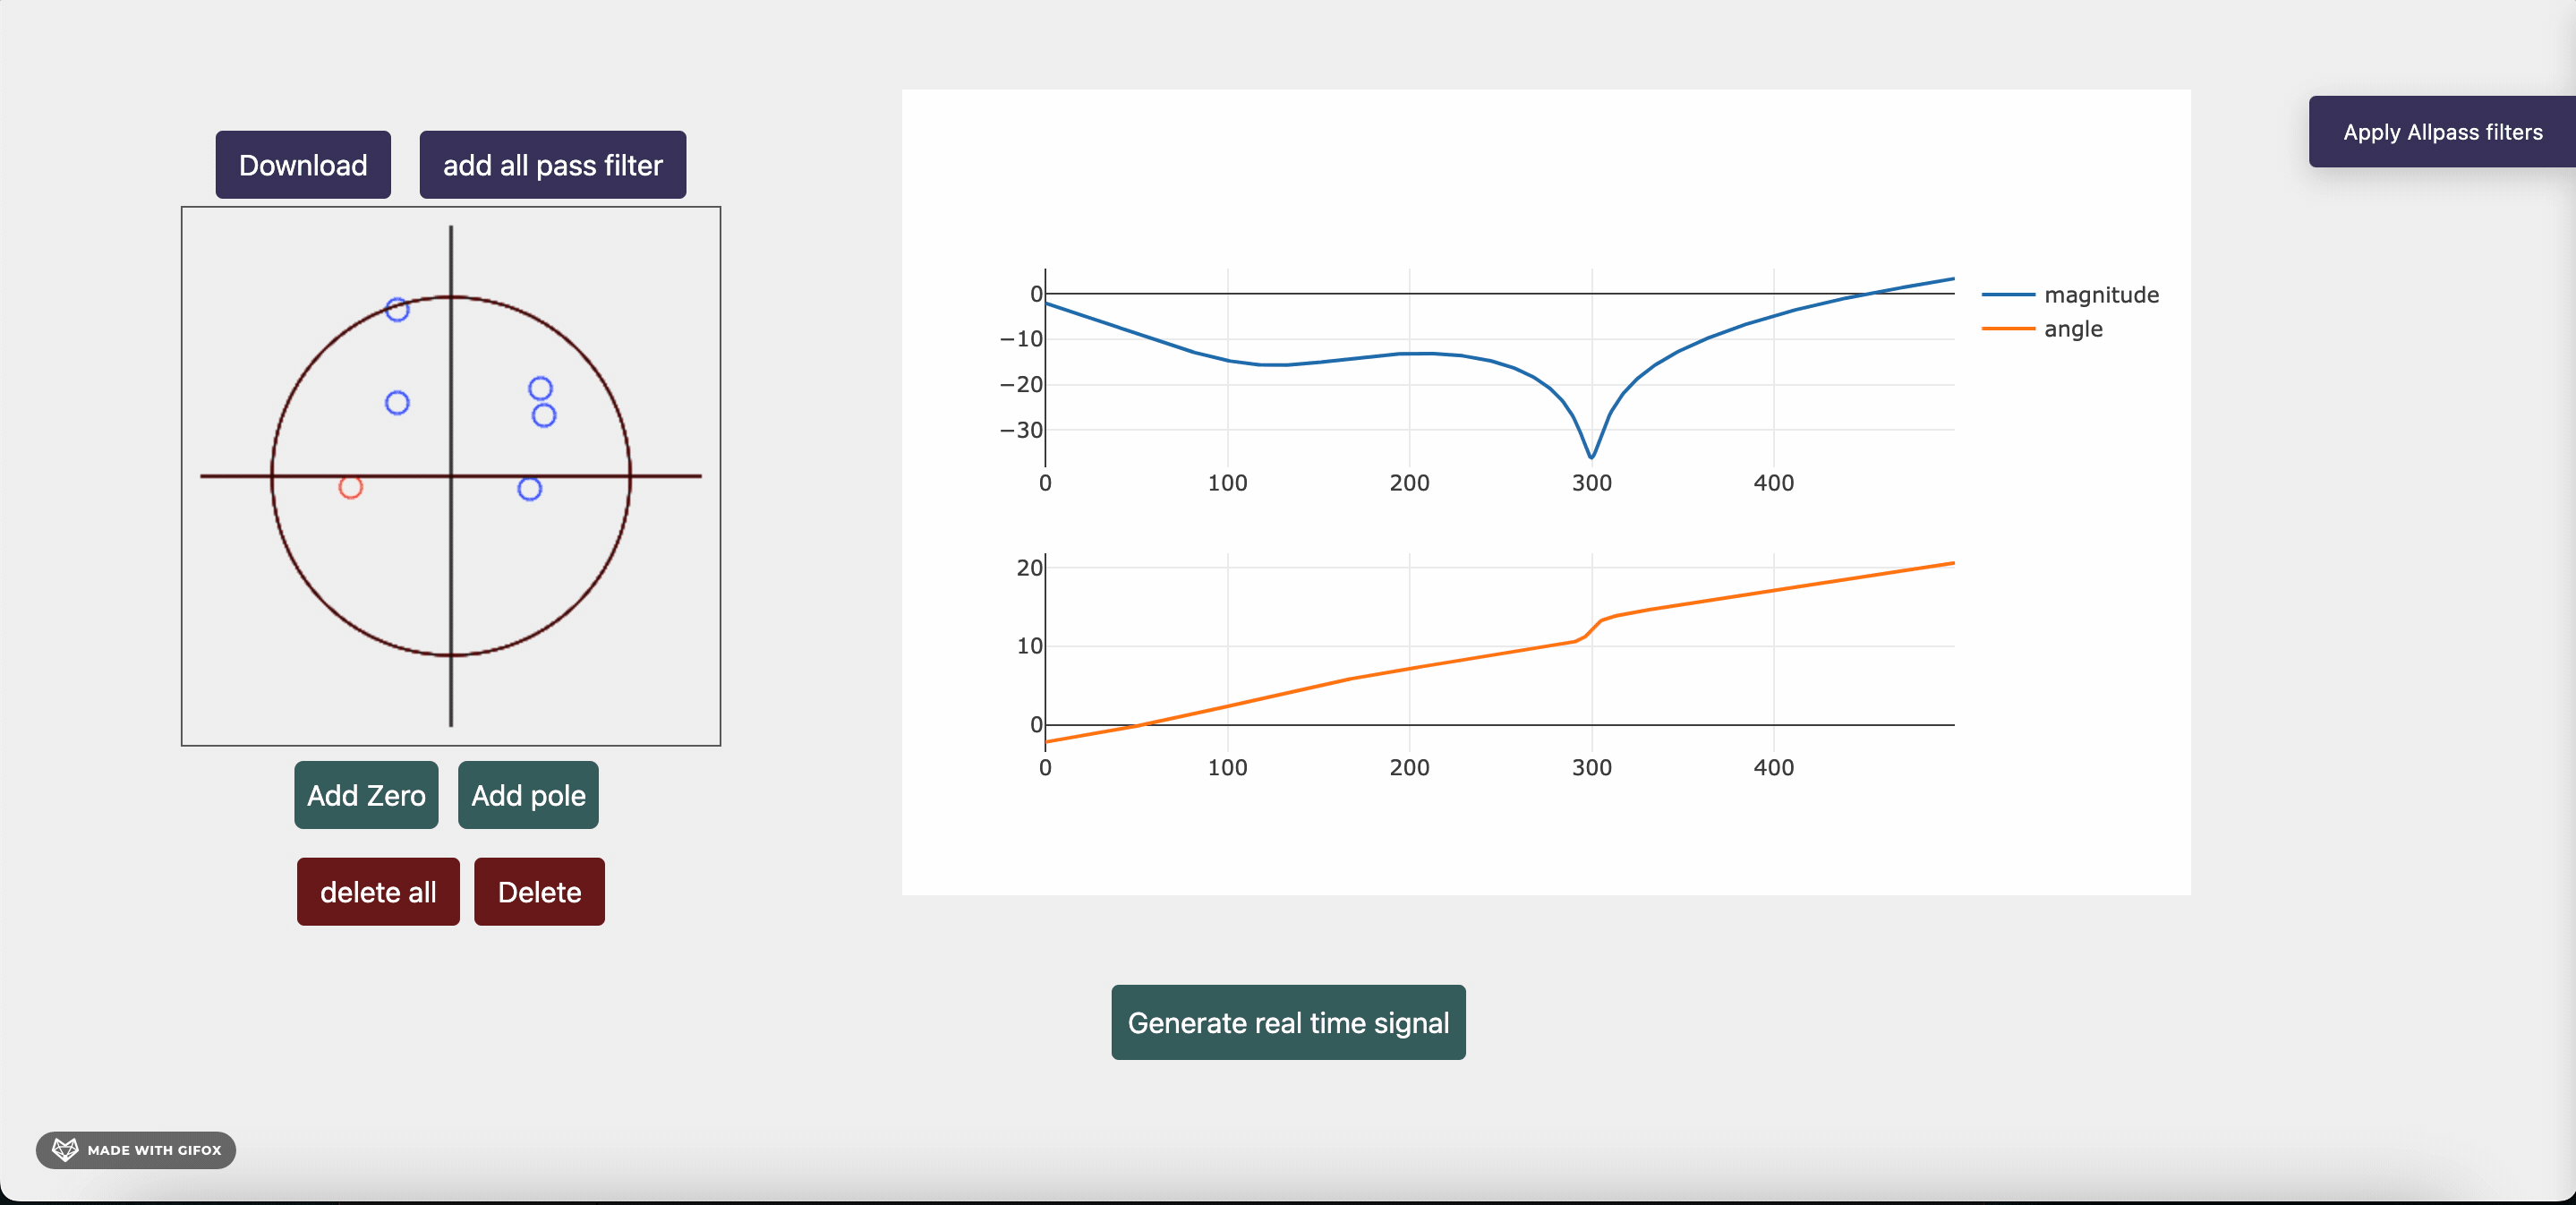 Download
add all pass filter
Apply Allpass filters
0
−10
−20
−30
0 100 200 300 400
magnitude
angle
20
10
0
0 100 200 300 400
Add Zero
Add pole
delete all
Delete
Generate real time signal
MADE WITH GIFOX